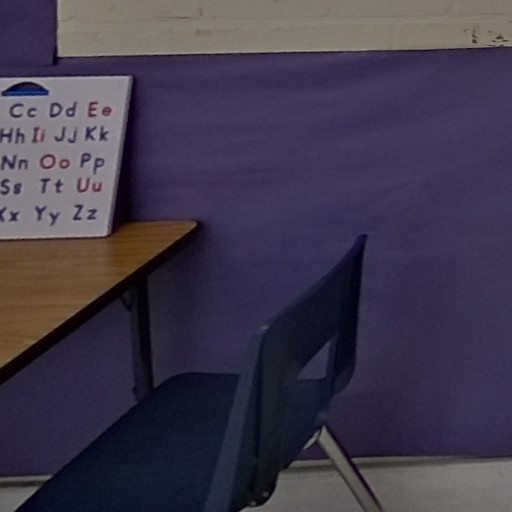 Cc Dd Ee
Hh Ii Jj Kk
Nn Oo Pp
Ss Tt Uu
Xx Yy Zz